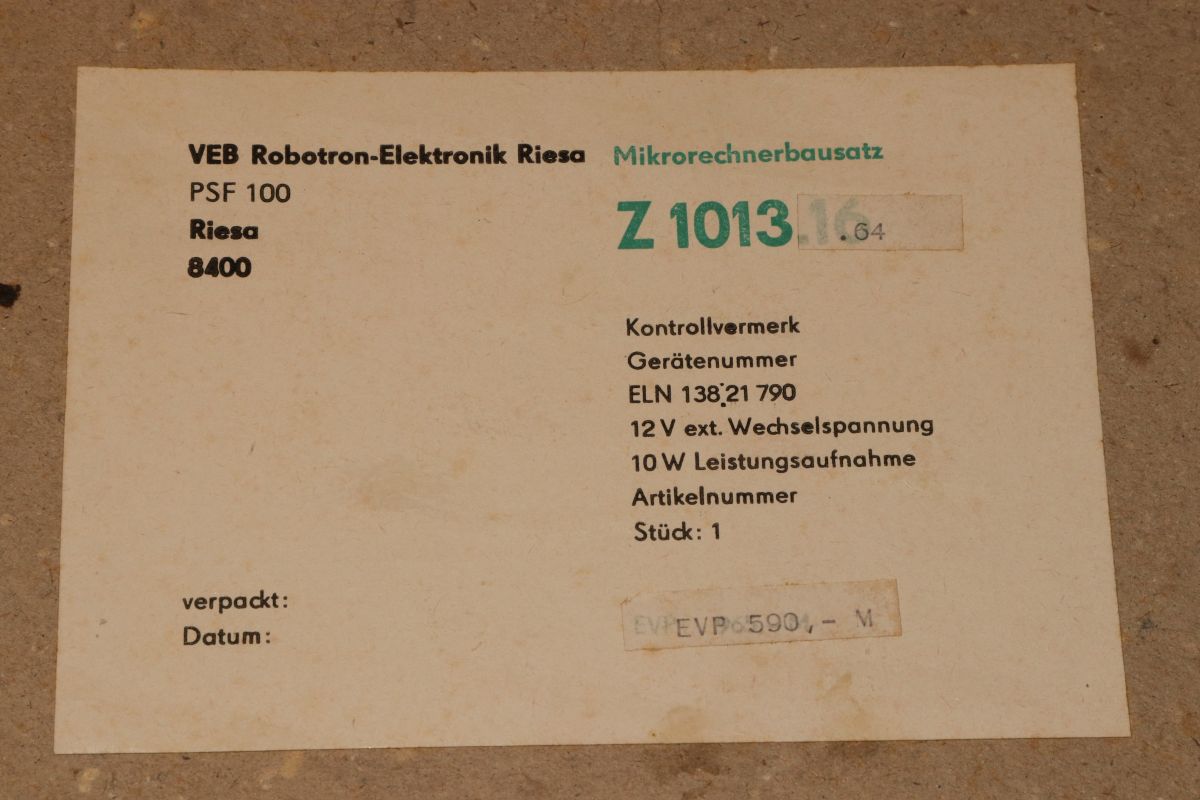 VEB Robotron-Elektronik Riesa
PSF 100
Riesa
8400
Mikrorechnerbausatz
Z 1013.16
.64
Kontrollvermerk
Gerätenummer
ELN 138 21 790
12 V ext. Wechselspannung
10 W Leistungsaufnahme
Artikelnummer
Stück: 1
verpackt:
Datum:
EVP 590,- M